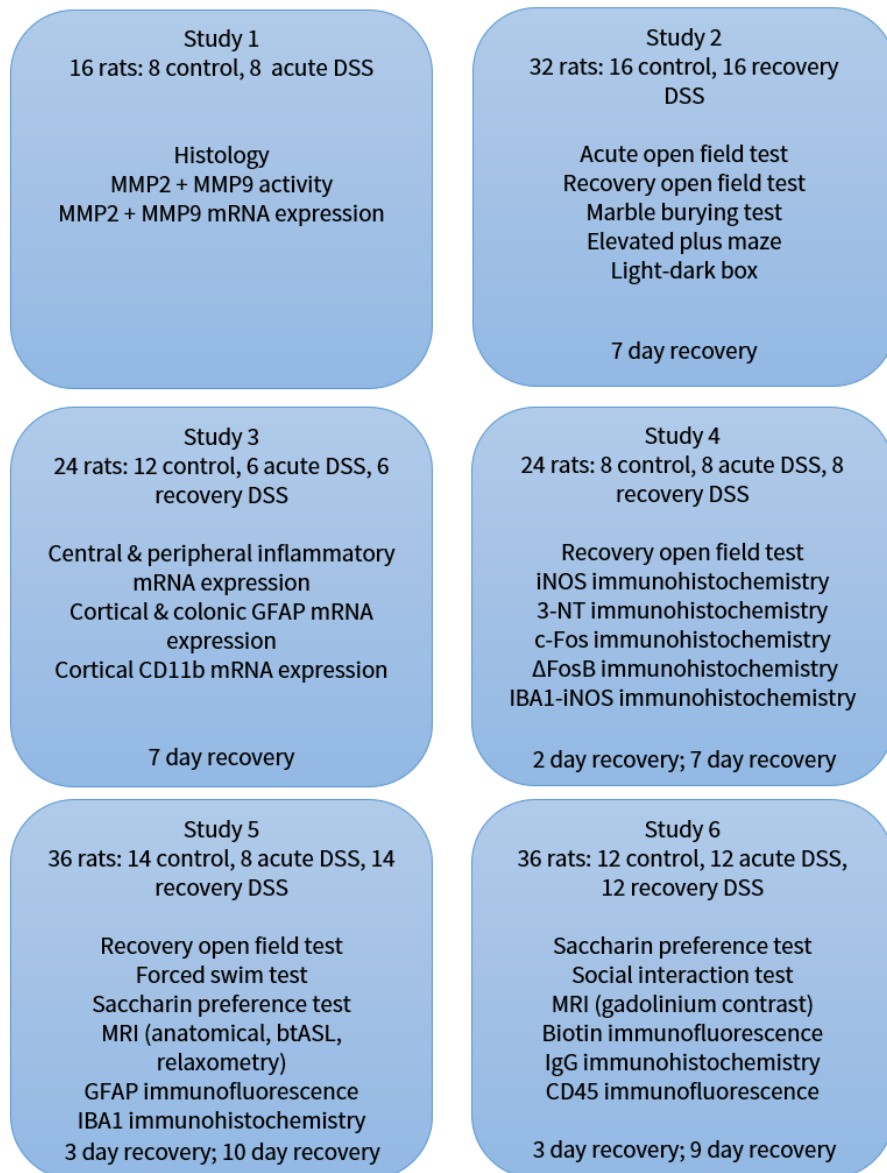 Study 1
16 rats: 8 control, 8 acute DSS
Histology
MMP2 + MMP9 activity
MMP2 + MMP9 mRNA expression
Study 2
32 rats: 16 control, 16 recovery
DSS
Acute open field test
Recovery open field test
Marble burying test
Elevated plus maze
Light-dark box
7 day recovery
Study 3
24 rats: 12 control, 6 acute DSS, 6
recovery DSS
Central & peripheral inflammatory
mRNA expression
Cortical & colonic GFAP mRNA
expression
Cortical CD11b mRNA expression
7 day recovery
Study 4
24 rats: 8 control, 8 acute DSS, 8
recovery DSS
Recovery open field test
iNOS immunohistochemistry
3-NT immunohistochemistry
c-Fos immunohistochemistry
ΔFosB immunohistochemistry
IBA1-iNOS immunohistochemistry
2 day recovery; 7 day recovery
Study 5
36 rats: 14 control, 8 acute DSS, 14
recovery DSS
Recovery open field test
Forced swim test
Saccharin preference test
MRI (anatomical, btASL,
relaxometry)
GFAP immunofluorescence
IBA1 immunohistochemistry
3 day recovery; 10 day recovery
Study 6
36 rats: 12 control, 12 acute DSS,
12 recovery DSS
Saccharin preference test
Social interaction test
MRI (gadolinium contrast)
Biotin immunofluorescence
IgG immunohistochemistry
CD45 immunofluorescence
3 day recovery; 9 day recovery